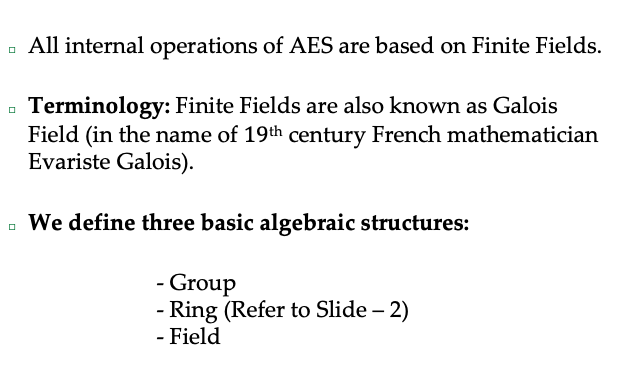 All internal operations of AES are based on Finite Fields.
Terminology: Finite Fields are also known as Galois
Field (in the name of 19th century French mathematician
Evariste Galois).
We define three basic algebraic structures:
- Group
- Ring (Refer to Slide – 2)
- Field